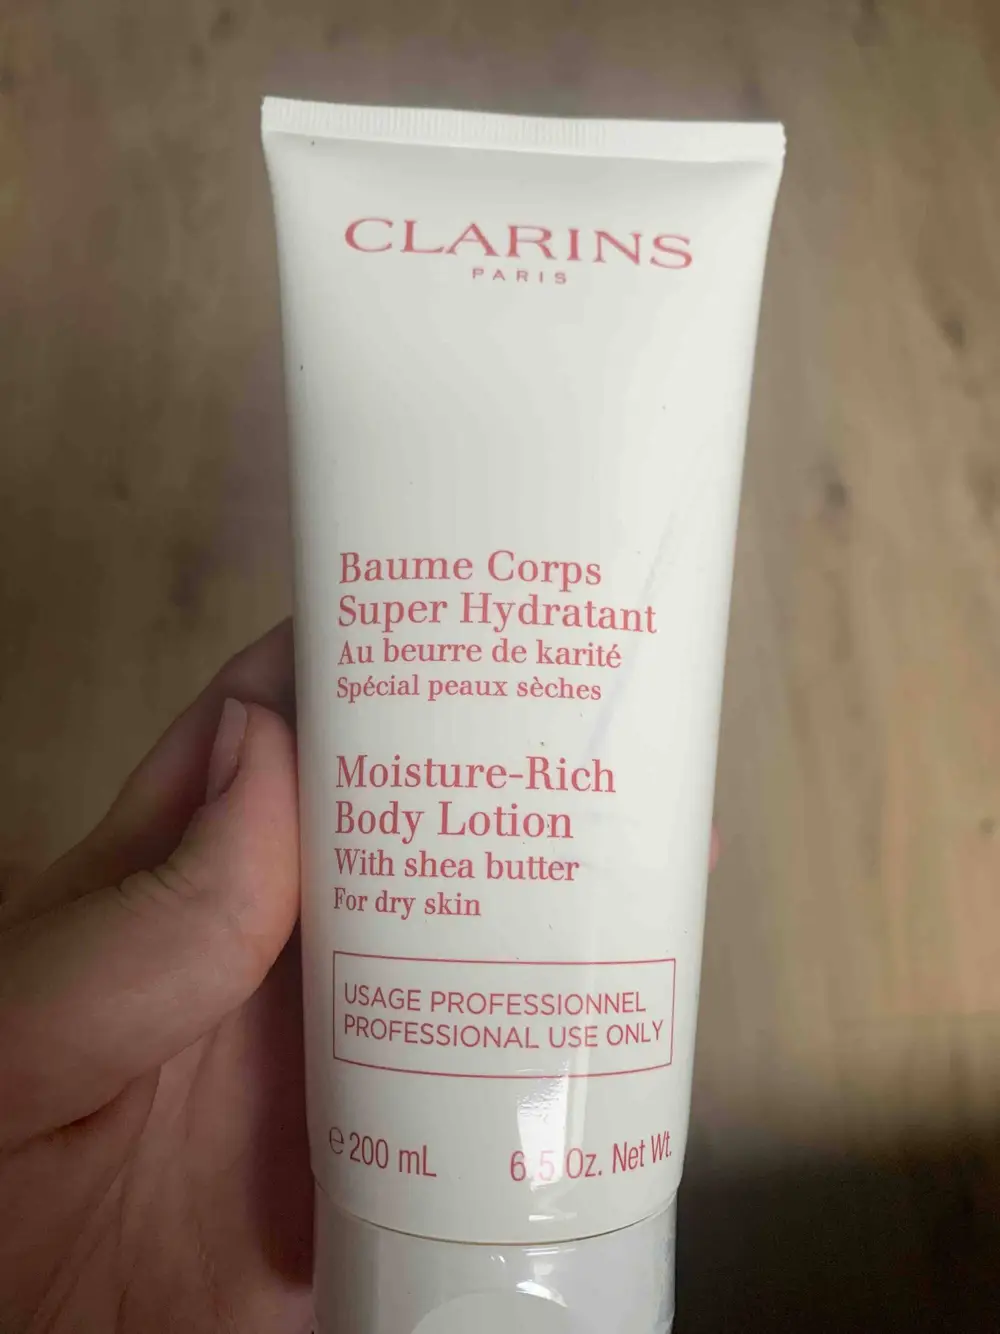 CLARINS
PARIS
Baume Corps
Super Hydratant
Au beurre de karité
Spécial peaux sèches
Moisture-Rich
Body Lotion
With shea butter
For dry skin
USAGE PROFESSIONNEL
PROFESSIONAL USE ONLY
℮ 200 mL 6.5 Oz. Net Wt.